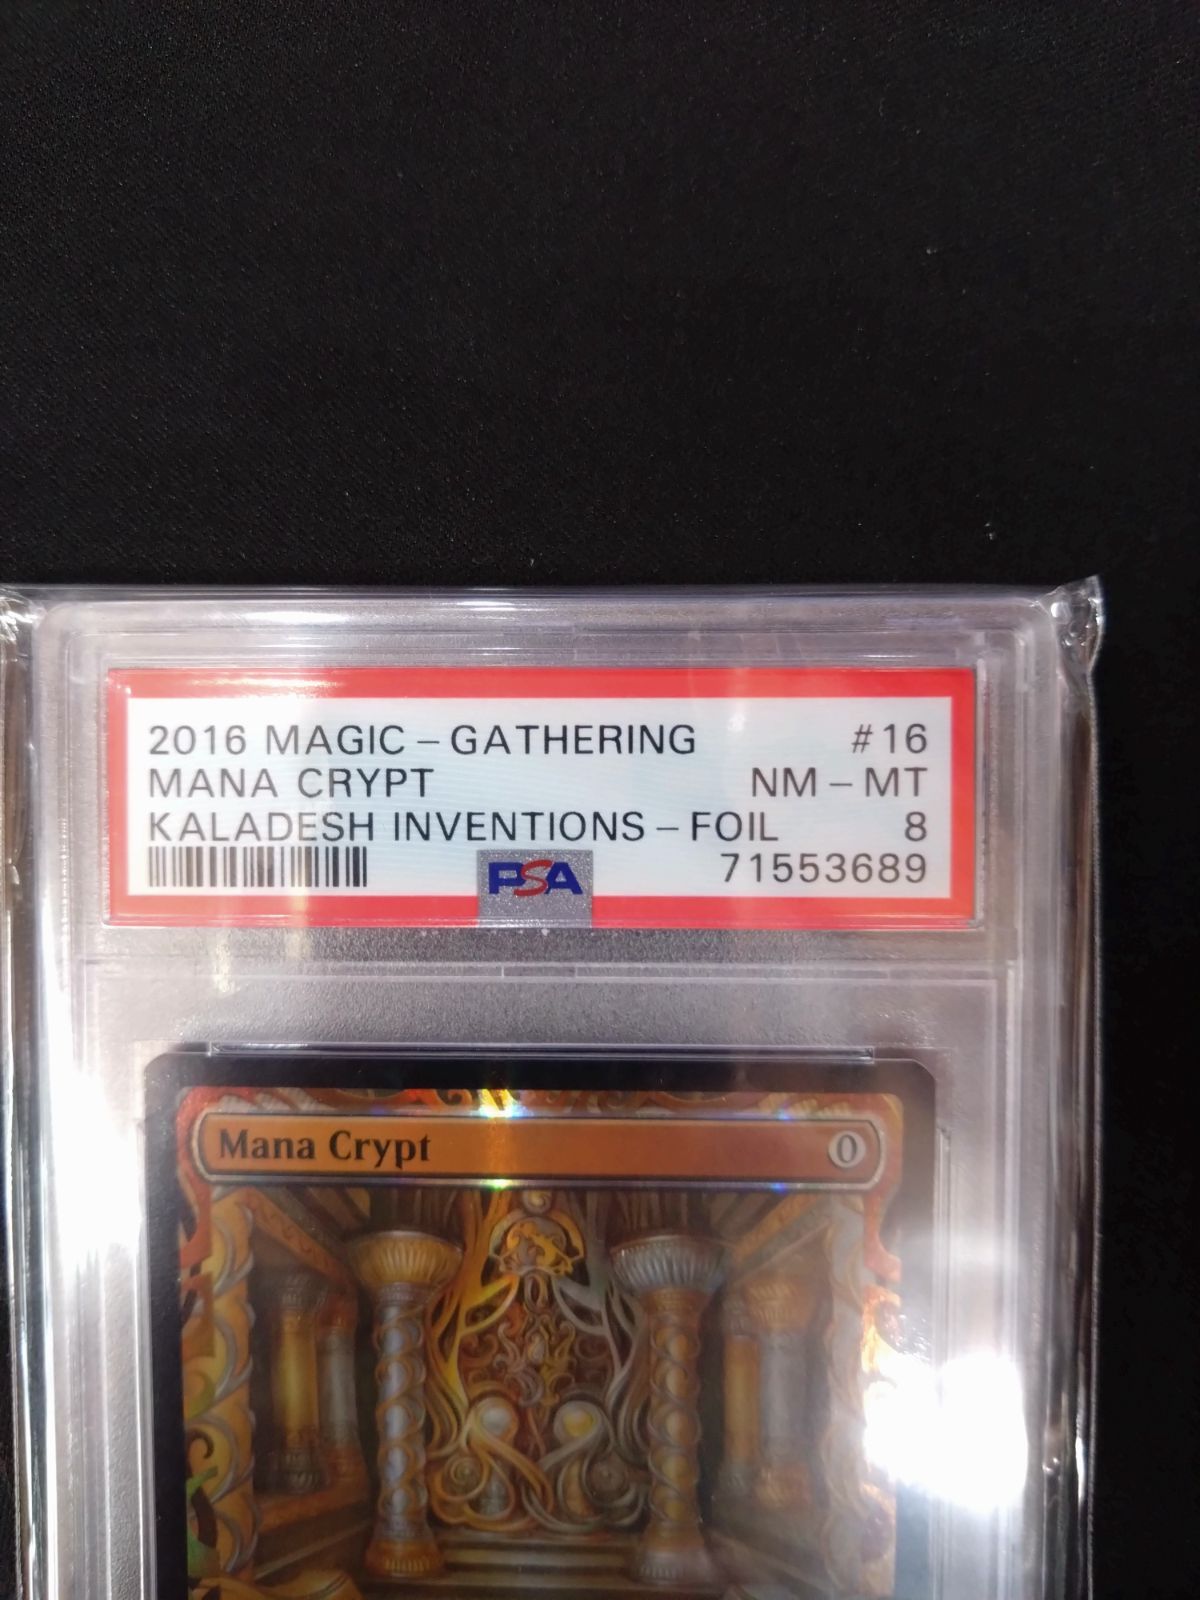 2016 MAGIC - GATHERING #16
MANA CRYPT NM - MT
KALADESH INVENTIONS - FOIL 8
PSA 71553689
Mana Crypt 0